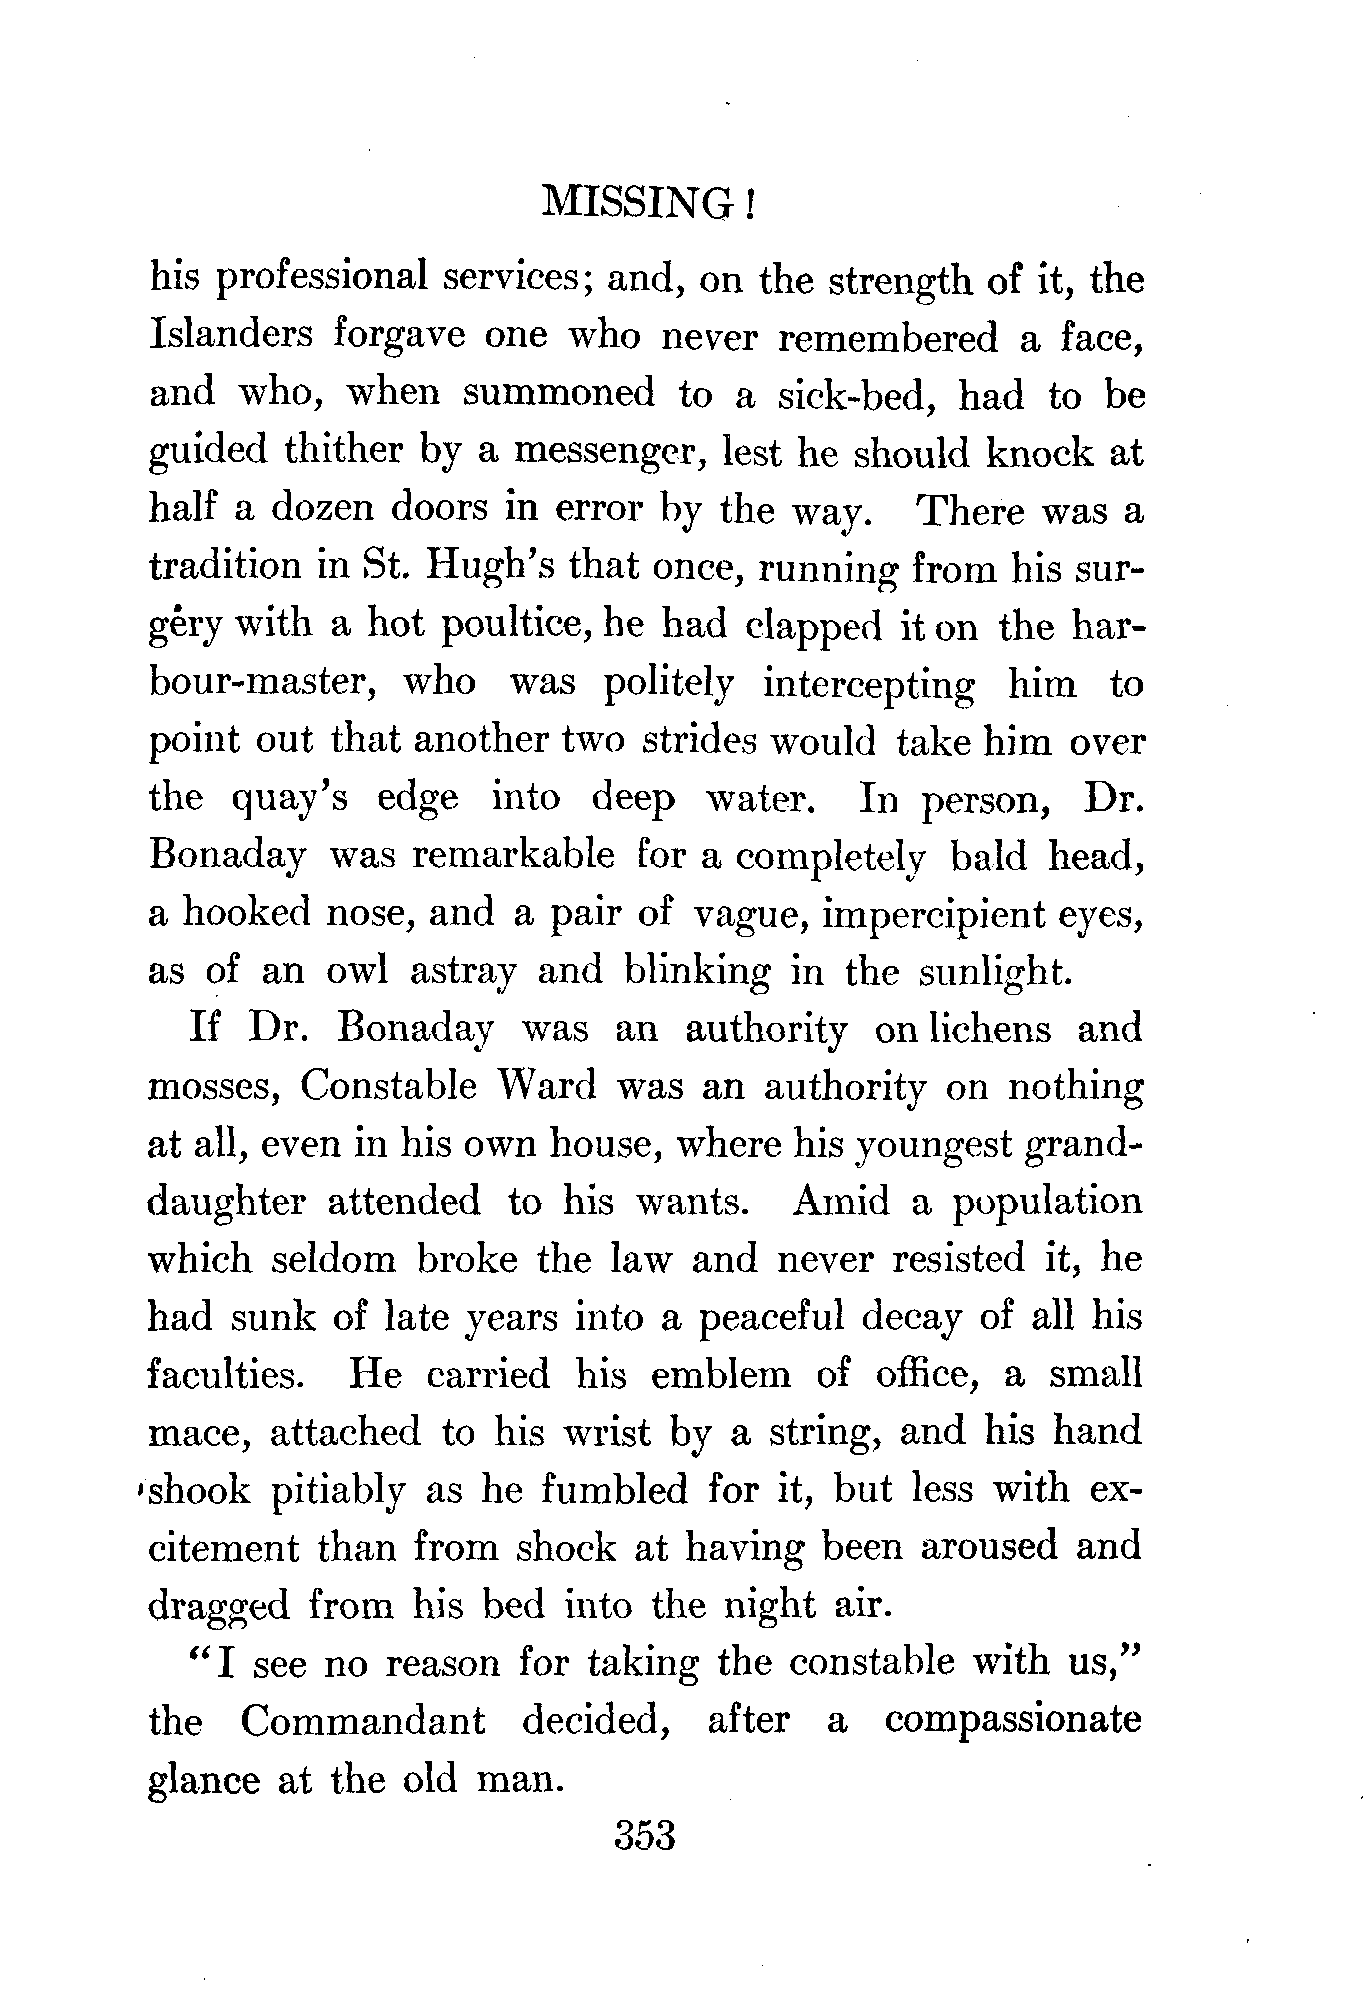 MISSING!
his professional services; and, on the strength of it, the
Islanders forgave one who never remembered a face,
and who, when summoned to a sick-bed, had to be
guided thither by a messenger, lest he should knock at
half a dozen doors in error by the way. There was a
tradition in St. Hugh's that once, running from his sur-
gery with a hot poultice, he had clapped it on the har-
bour-master, who was politely intercepting him to
point out that another two strides would take him over
the quay's edge into deep water. In person, Dr.
Bonaday was remarkable for a completely bald head,
a hooked nose, and a pair of vague, impercipient eyes,
as of an owl astray and blinking in the sunlight.
If Dr. Bonaday was an authority on lichens and
mosses, Constable Ward was an authority on nothing
at all, even in his own house, where his youngest grand-
daughter attended to his wants. Amid a population
which seldom broke the law and never resisted it, he
had sunk of late years into a peaceful decay of all his
faculties. He carried his emblem of office, a small
mace, attached to his wrist by a string, and his hand
shook pitiably as he fumbled for it, but less with ex-
citement than from shock at having been aroused and
dragged from his bed into the night air.
"I see no reason for taking the constable with us,"
the Commandant decided, after a compassionate
glance at the old man.
353